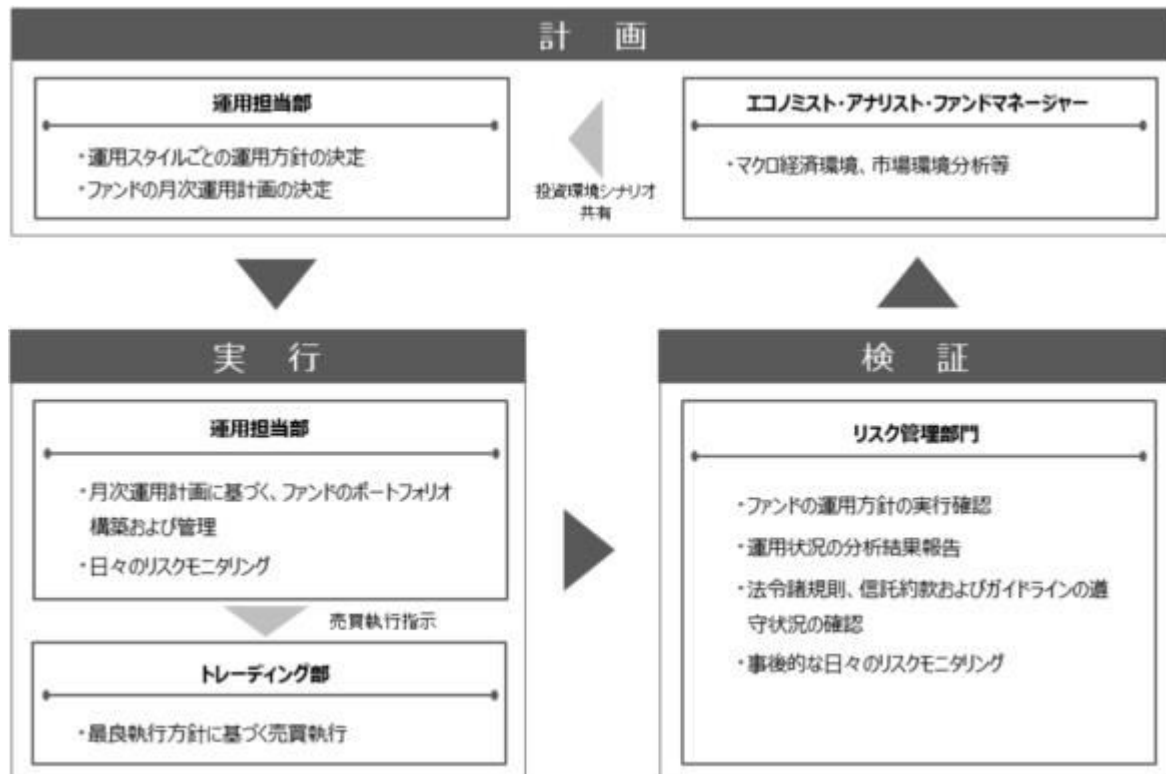 計 画
運用担当部
・運用スタイルごとの運用方針の決定
・ファンドの月次運用計画の決定
投資環境シナリオ
共有
エコノミスト・アナリスト・ファンドマネージャー
・マクロ経済環境、市場環境分析等
実 行
運用担当部
・月次運用計画に基づく、ファンドのポートフォリオ
構築および管理
・日々のリスクモニタリング
売買執行指示
トレーディング部
・最良執行方針に基づく売買執行
検 証
リスク管理部門
・ファンドの運用方針の実行確認
・運用状況の分析結果報告
・法令諸規則、信託約款およびガイドラインの遵
守状況の確認
・事後的な日々のリスクモニタリング